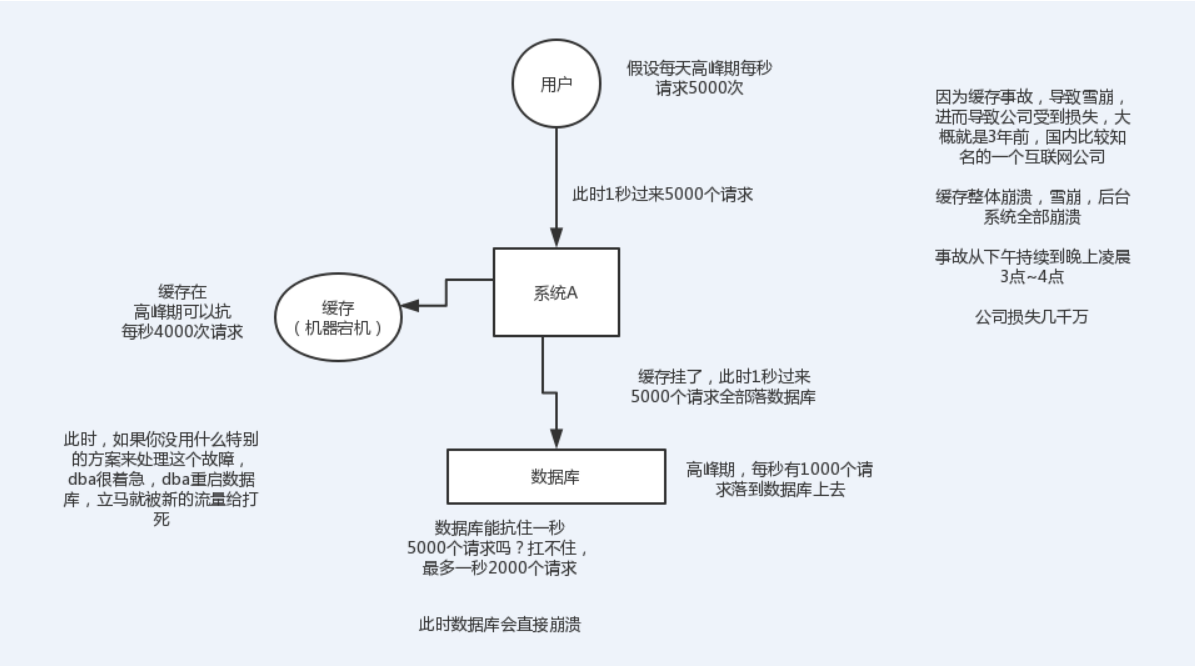 用户
假设每天高峰期每秒
请求5000次
因为缓存事故，导致雪崩，
进而导致公司受到损失，大
概就是3年前，国内比较知
名的一个互联网公司
缓存整体崩溃，雪崩，后台
系统全部崩溃
事故从下午持续到晚上凌晨
3点~4点
公司损失几千万
此时1秒过来5000个请求
系统A
缓存
（机器宕机）
缓存在
高峰期可以抗
每秒4000次请求
缓存挂了，此时1秒过来
5000个请求全部落数据库
此时，如果你没用什么特别
的方案来处理这个故障，
dba很着急，dba重启数据
库，立马就被新的流量给打
死
数据库
高峰期，每秒有1000个请
求落到数据库上去
数据库能抗住一秒
5000个请求吗？扛不住，
最多一秒2000个请求
此时数据库会直接崩溃